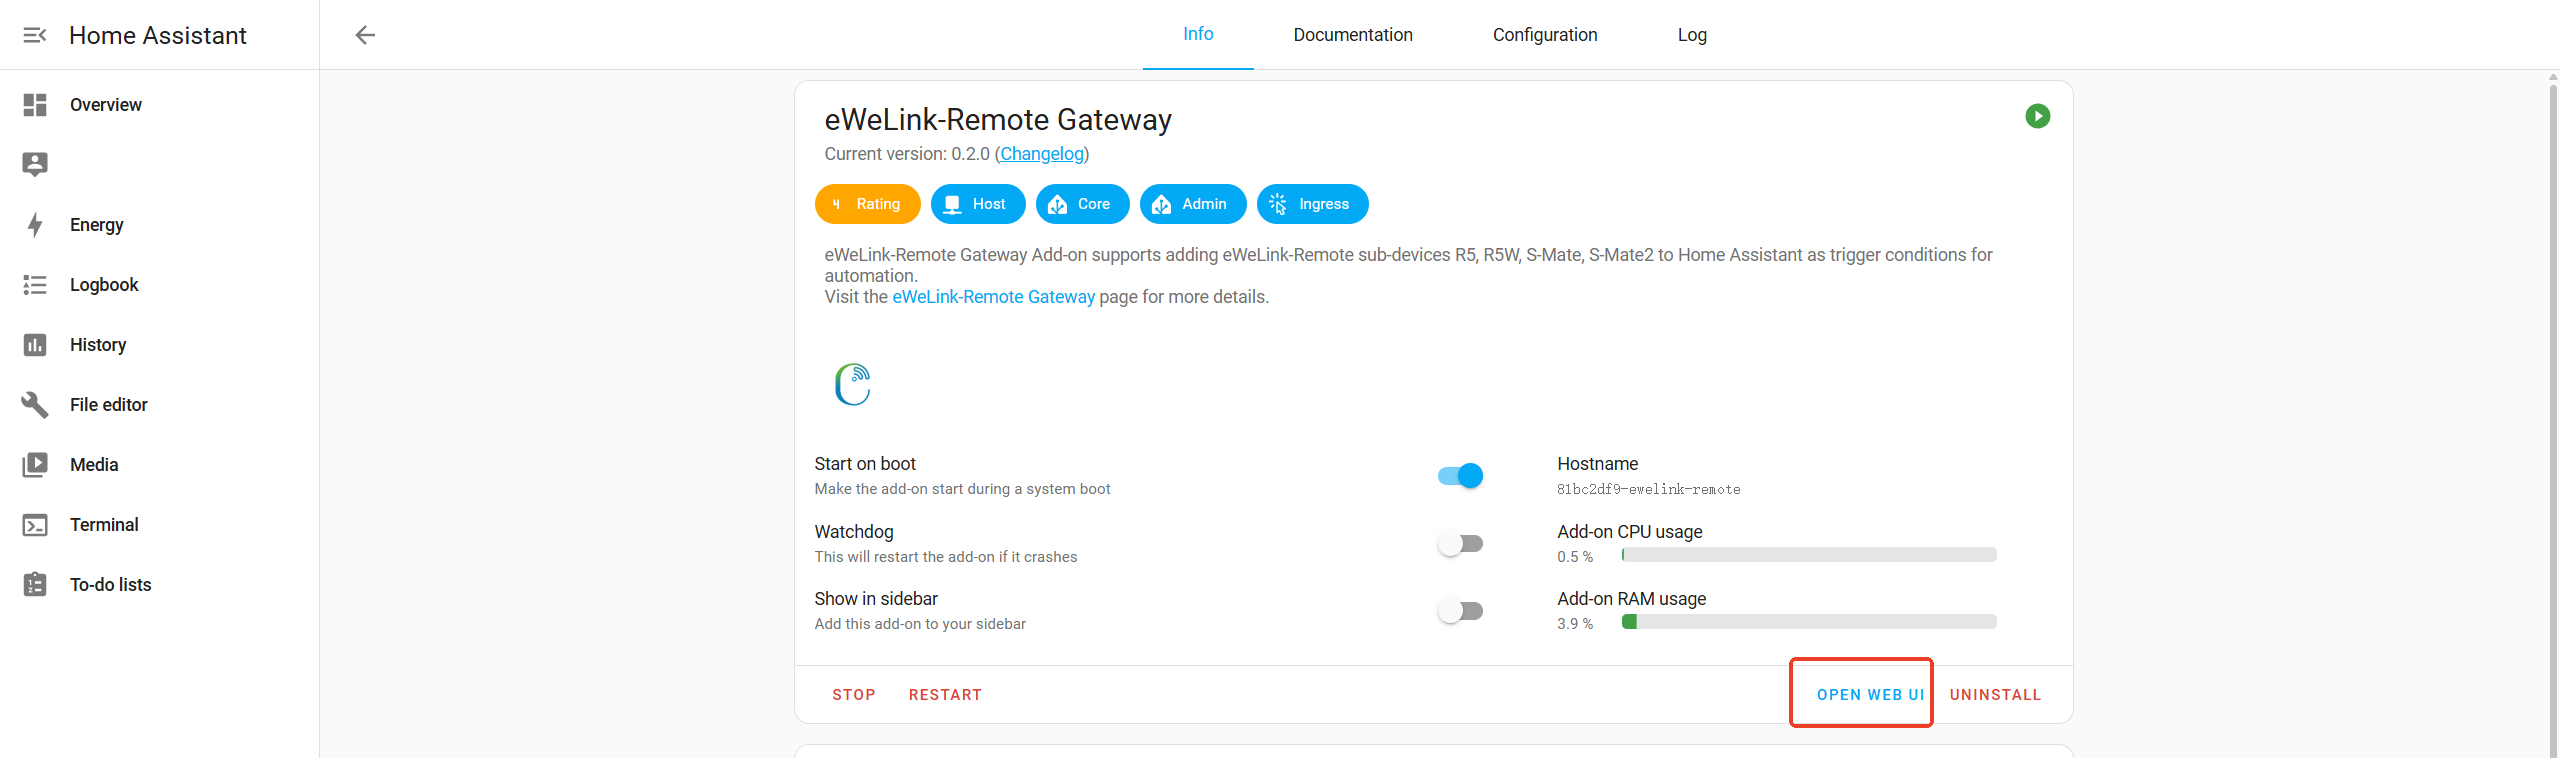 Home Assistant
Info
Documentation
Configuration
Log
Overview
Energy
Logbook
History
File editor
Media
Terminal
To-do lists
eWeLink-Remote Gateway
Current version: 0.2.0 (Changelog)
4 Rating
Host
Core
Admin
Ingress
eWeLink-Remote Gateway Add-on supports adding eWeLink-Remote sub-devices R5, R5W, S-Mate, S-Mate2 to Home Assistant as trigger conditions for
automation.
Visit the eWeLink-Remote Gateway page for more details.
Start on boot
Make the add-on start during a system boot
Hostname
81bc2df9-ewelink-remote
Watchdog
This will restart the add-on if it crashes
Add-on CPU usage
0.5 %
Show in sidebar
Add this add-on to your sidebar
Add-on RAM usage
3.9 %
STOP
RESTART
OPEN WEB UI
UNINSTALL